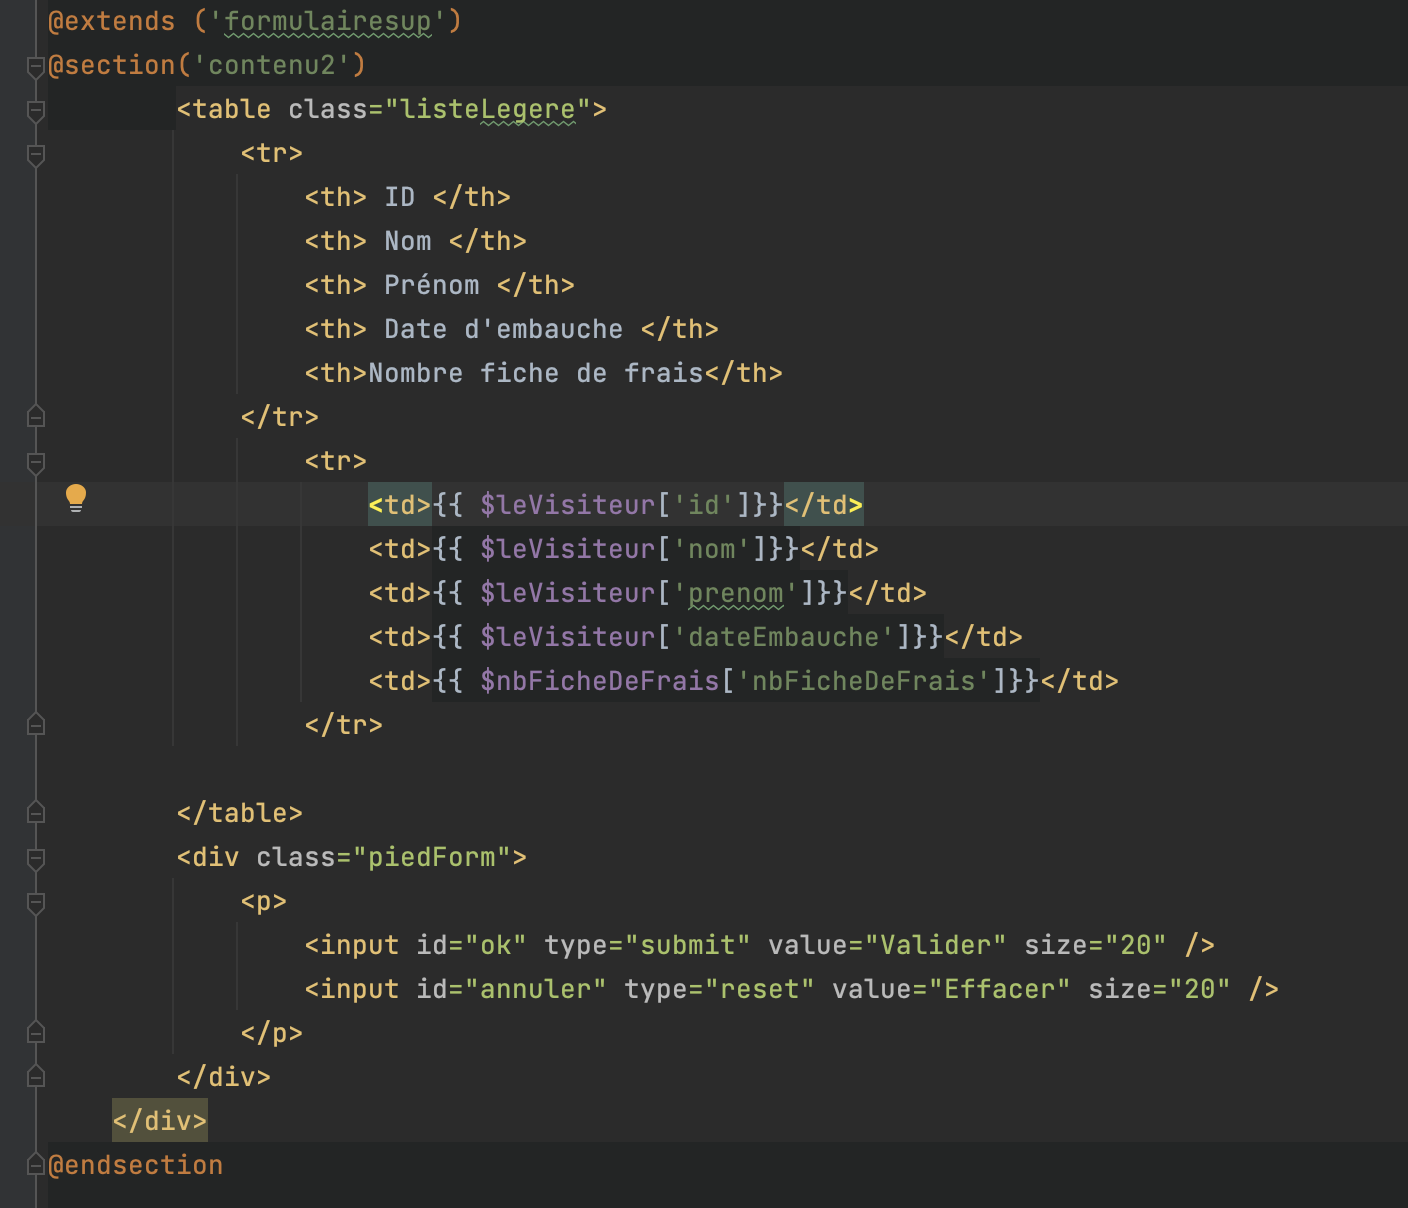 @extends ('formulairesup')
@section('contenu2')
<table class="listeLegere">
<tr>
<th> ID </th>
<th> Nom </th>
<th> Prénom </th>
<th> Date d'embauche </th>
<th>Nombre fiche de frais</th>
</tr>
<tr>
<td>{{ $leVisiteur['id']}}</td>
<td>{{ $leVisiteur['nom']}}</td>
<td>{{ $leVisiteur['prenom']}}</td>
<td>{{ $leVisiteur['dateEmbauche']}}</td>
<td>{{ $nbFicheDeFrais['nbFicheDeFrais']}}</td>
</tr>
</table>
<div class="piedForm">
<p>
<input id="ok" type="submit" value="Valider" size="20" />
<input id="annuler" type="reset" value="Effacer" size="20" />
</p>
</div>
</div>
@endsection